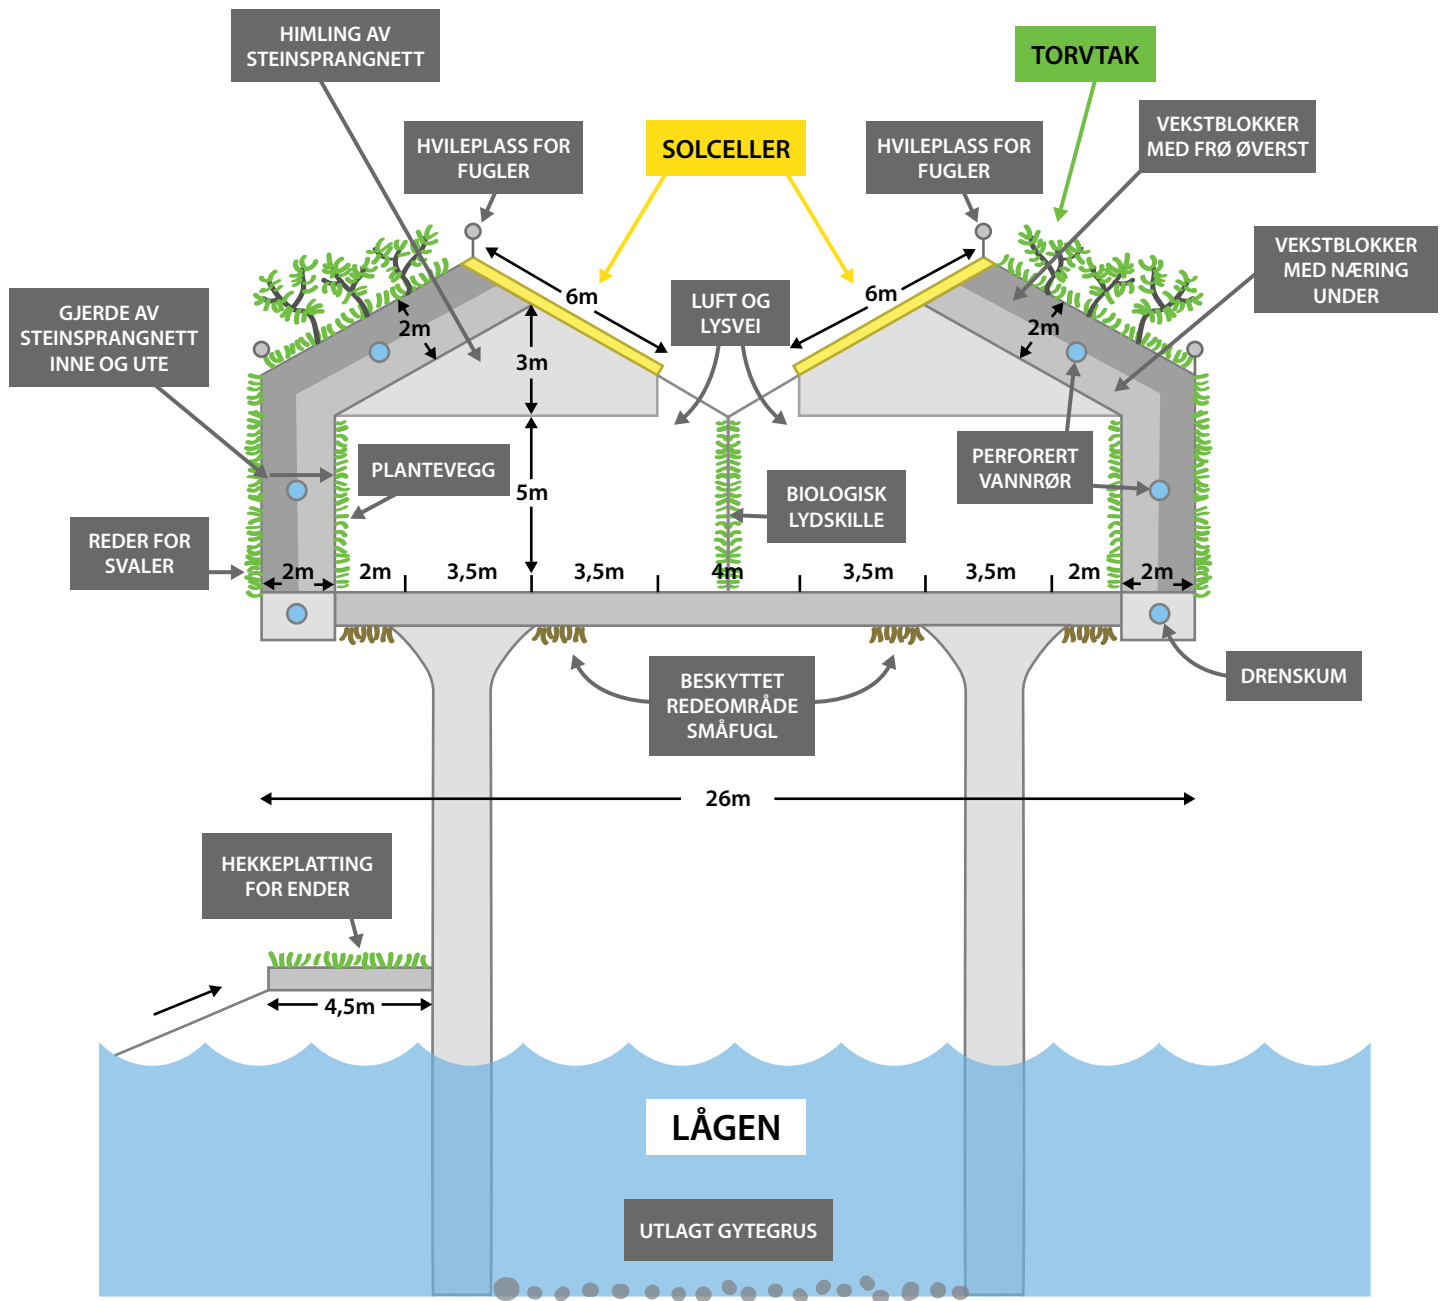 HIMLING AV
STEINSPRANGNETT
TORVTAK
HVILEPLASS FOR
FUGLER
SOLCELLER
HVILEPLASS FOR
FUGLER
VEKSTBLOKKER
MED FRØ ØVERST
VEKSTBLOKKER
MED NÆRING
UNDER
GJERDE AV
STEINSPRANGNETT
INNE OG UTE
6m
LUFT OG
LYSVEI
6m
2m
2m
3m
PLANTEVEGG
5m
BIOLOGISK
LYDSKILLE
PERFORERT
VANNRØR
REDER FOR
SVALER
2m
2m
3,5m
3,5m
4m
3,5m
3,5m
2m
2m
BESKYTTET
REDEOMRÅDE
SMÅFUGL
DRENSKUM
26m
HEKKEPLATTING
FOR ENDER
4,5m
LÅGEN
UTLAGT GYTEGRUS